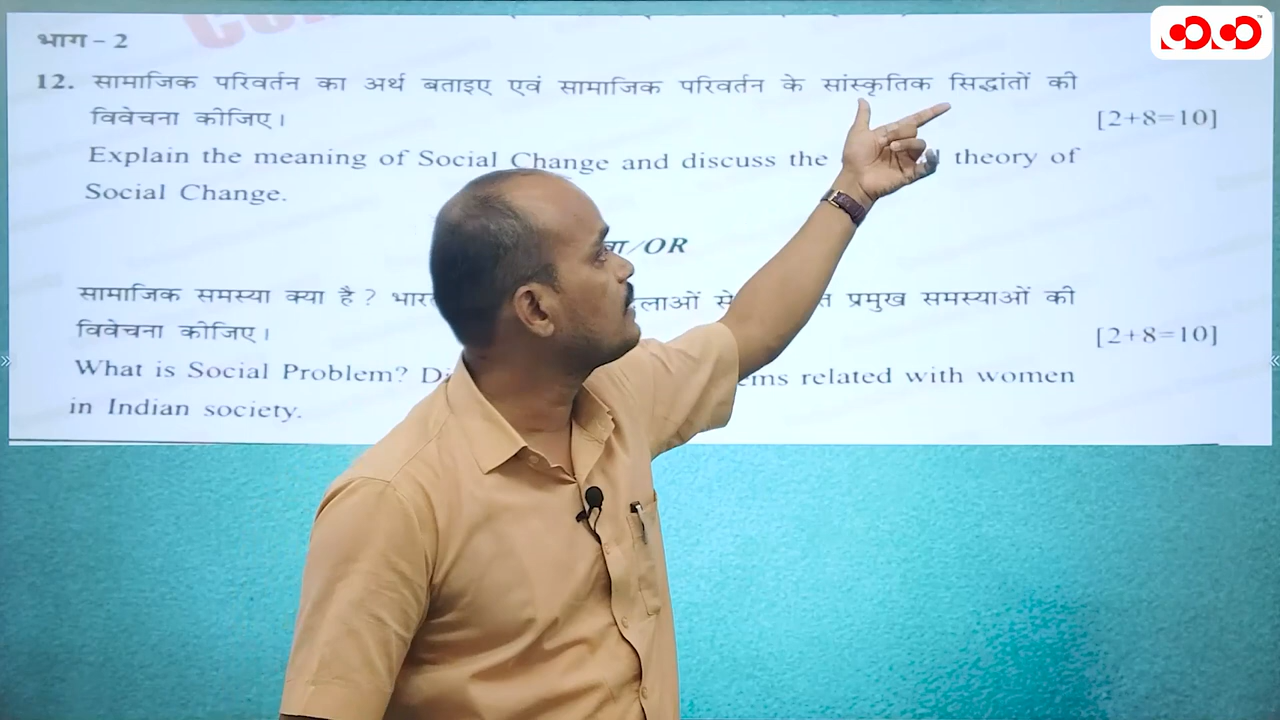 भाग – 2
12. सामाजिक परिवर्तन का अर्थ बताइए एवं सामाजिक परिवर्तन के सांस्कृतिक सिद्धांतों की
विवेचना कीजिए।
[2+8=10]
Explain the meaning of Social Change and discuss the theory of
Social Change.
/OR
सामाजिक समस्या क्या है ? प्रमुख समस्याओं की
विवेचना कीजिए।
[2+8=10]
What is Social Problem? related with women
in Indian society.